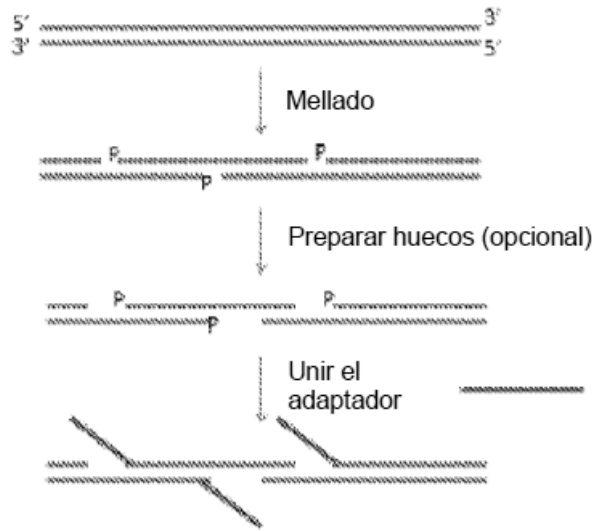 5' 3'
3' 5'
Mellado
P P
P
Preparar huecos (opcional)
P P
P
Unir el
adaptador